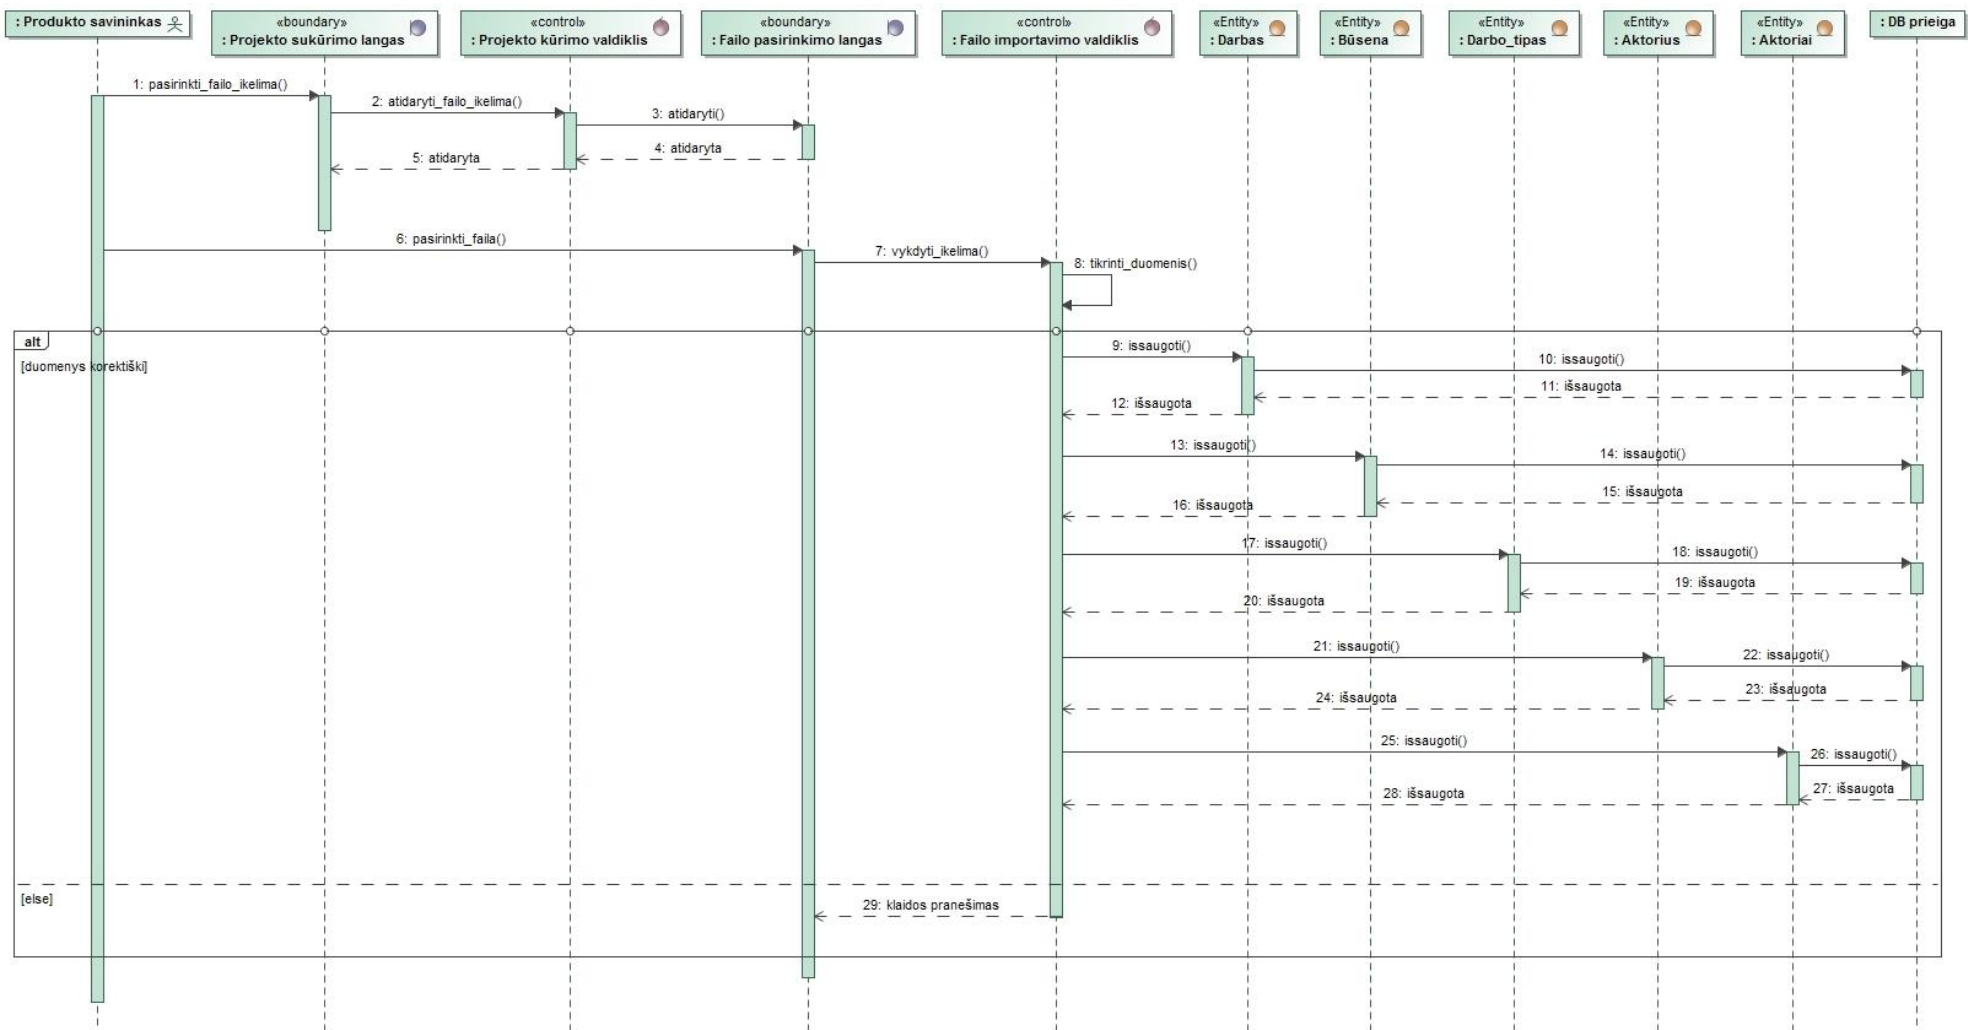 : Produkto savininkas
«boundary»
: Projekto sukūrimo langas
«control»
: Projekto kūrimo valdiklis
«boundary»
: Failo pasirinkimo langas
«control»
: Failo importavimo valdiklis
«Entity»
: Darbas
«Entity»
: Būsena
«Entity»
: Darbo_tipas
«Entity»
: Aktorius
«Entity»
: Aktoriai
: DB prieiga
1: pasirinkti_failo_ikelima()
2: atidaryti_failo_ikelima()
3: atidaryti()
4: atidaryta
5: atidaryta
6: pasirinkti_faila()
7: vykdyti_ikelima()
8: tikrinti_duomenis()
alt
[duomenys korektiški]
9: issaugoti()
10: issaugoti()
11: išsaugota
12: išsaugota
13: issaugoti()
14: issaugoti()
15: išsaugota
16: išsaugota
17: issaugoti()
18: issaugoti()
19: išsaugota
20: išsaugota
21: issaugoti()
22: issaugoti()
23: išsaugota
24: išsaugota
25: issaugoti()
26: issaugoti()
27: išsaugota
28: išsaugota
[else]
29: klaidos pranešimas